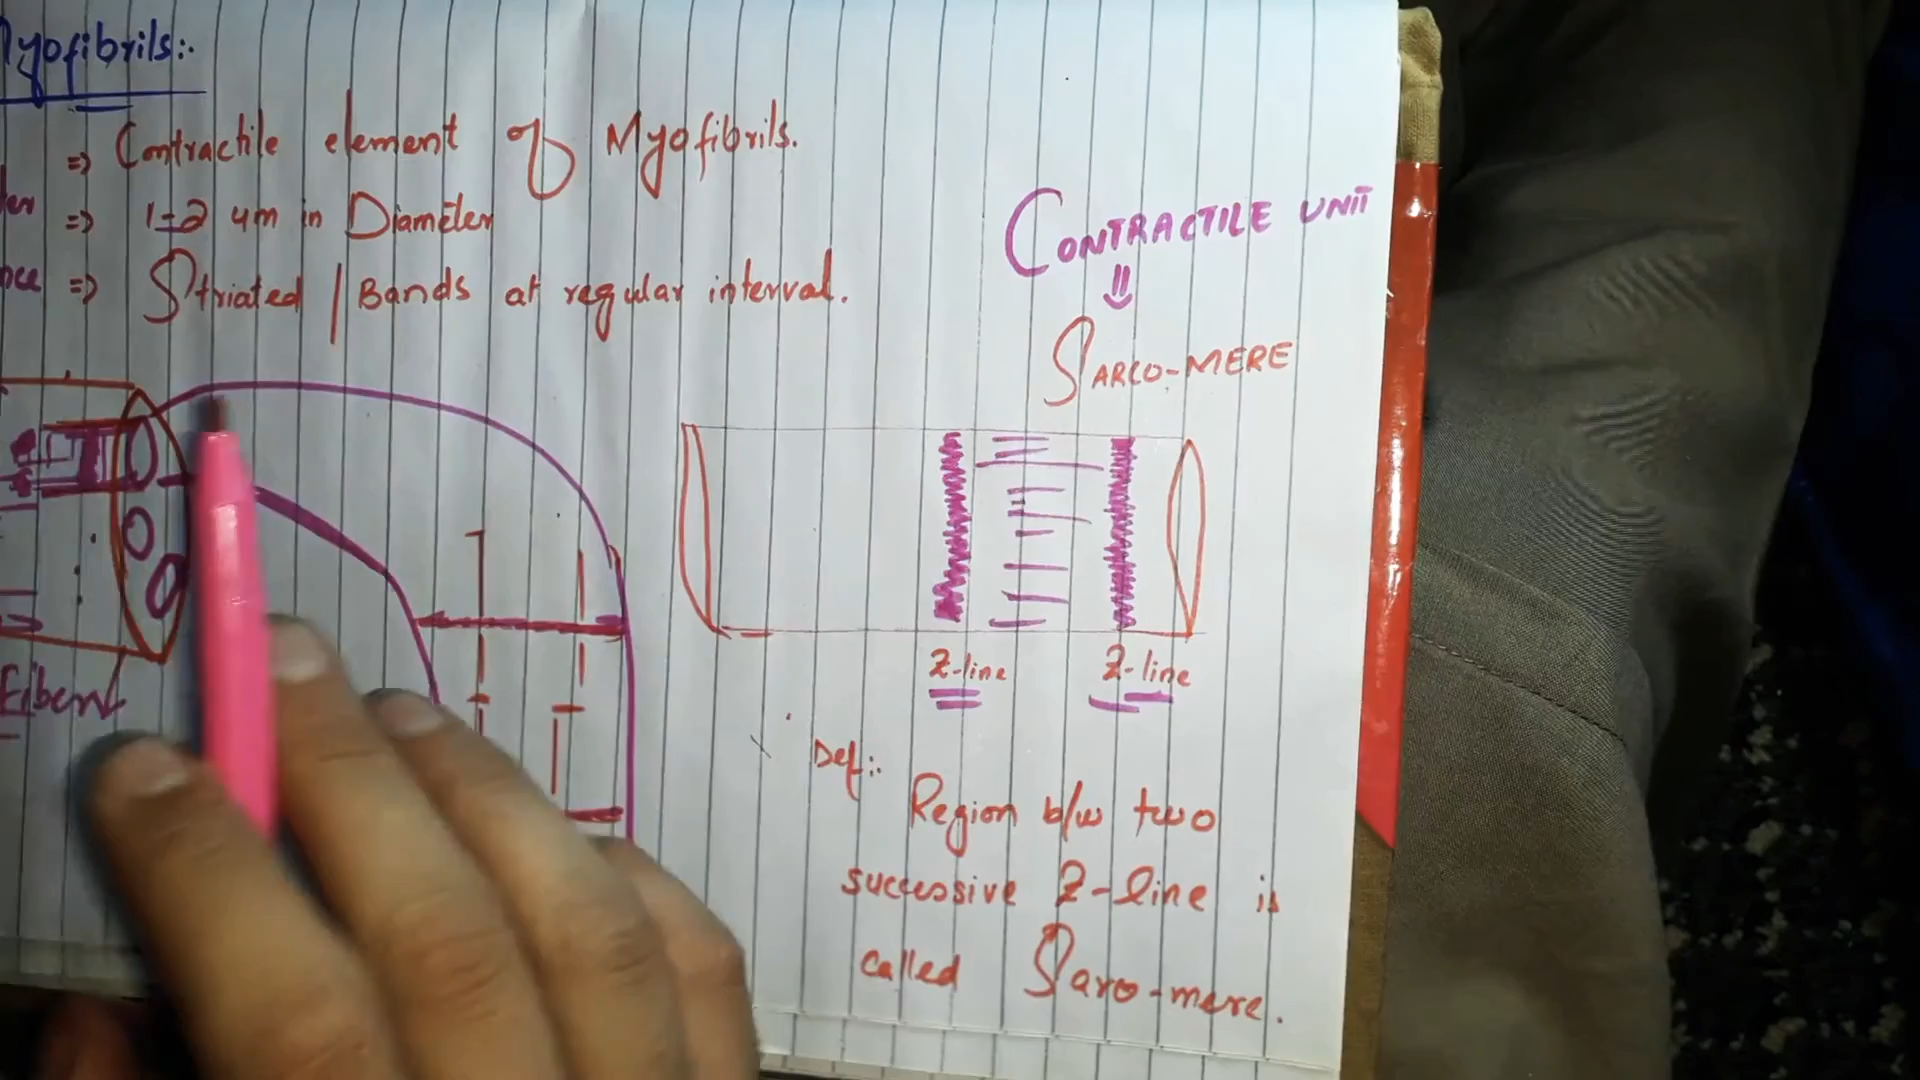 Myofibrils:-
=> Contractile element of Myofibrils.
=> 1-2 um in Diameter
=> Striated / Bands at regular interval.
CONTRACTILE UNIT
SARCO-MERE
Z-line Z-line
Def:-
Region b/w two
successive Z-line is
called Sarco-mere.